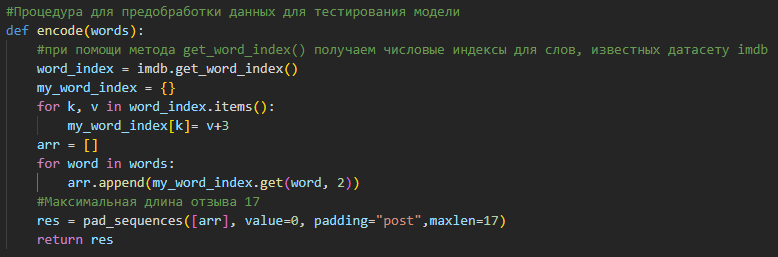 #Процедура для предобработки данных для тестирования модели
def encode(words):
    #при помощи метода get_word_index() получаем числовые индексы для слов, известных датасету imdb
    word_index = imdb.get_word_index()
    my_word_index = {}
    for k, v in word_index.items():
        my_word_index[k]= v+3
    arr = []
    for word in words:
        arr.append(my_word_index.get(word, 2))
    #Максимальная длина отзыва 17
    res = pad_sequences([arr], value=0, padding="post",maxlen=17)
    return res